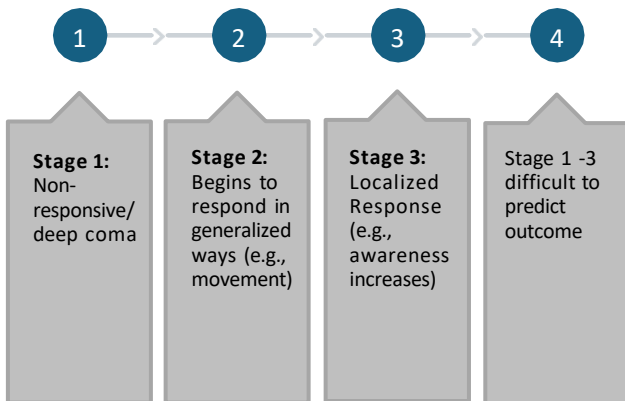 1
2
3
4
Stage 1:
Non-
responsive/
deep coma
Stage 2:
Begins to
respond in
generalized
ways (e.g.,
movement)
Stage 3:
Localized
Response
(e.g.,
awareness
increases)
Stage 1 -3
difficult to
predict
outcome